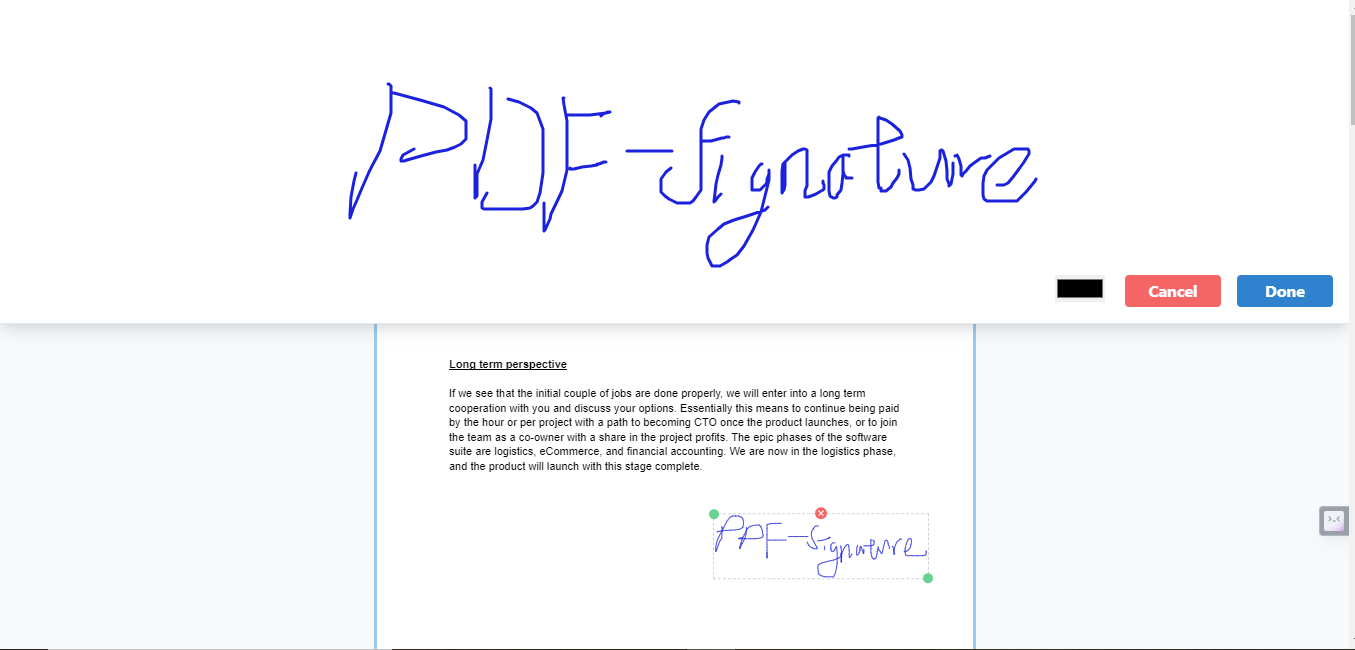 PDF-Signature
Cancel
Done
Long term perspective
If we see that the initial couple of jobs are done properly, we will enter into a long term
cooperation with you and discuss your options. Essentially this means to continue being paid
by the hour or per project with a path to becoming CTO once the product launches, or to join
the team as a co-owner with a share in the project profits. The epic phases of the software
suite are logistics, eCommerce, and financial accounting. We are now in the logistics phase,
and the product will launch with this stage complete.
PDF-Signature